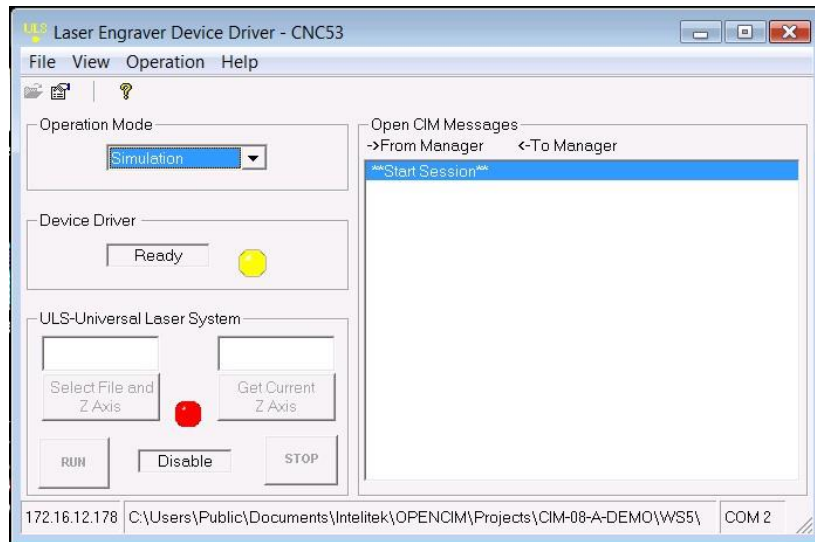 ULS Laser Engraver Device Driver - CNC53
File View Operation Help
Operation Mode
Simulation
Device Driver
Ready
ULS-Universal Laser System
Select File and
Z Axis
Get Current
Z Axis
RUN
Disable
STOP
Open CIM Messages
->From Manager <-To Manager
**Start Session**
172.16.12.178 C:\Users\Public\Documents\Intelitek\OPENCIM\Projects\CIM-08-A-DEMO\WS5\ COM 2